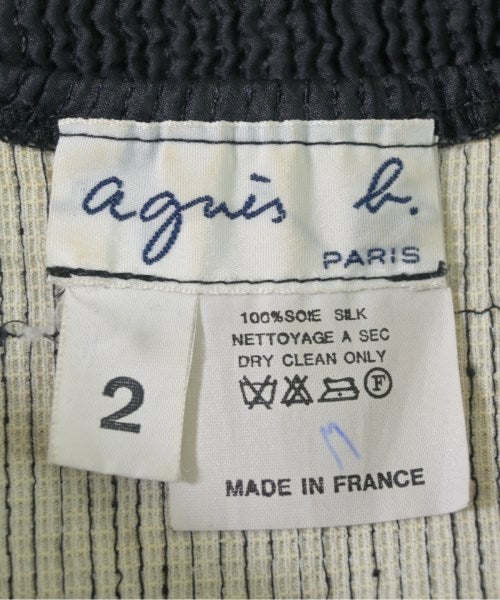 agnès b.
PARIS
2
100%SOIE SILK
NETTOYAGE A SEC
DRY CLEAN ONLY
F
MADE IN FRANCE